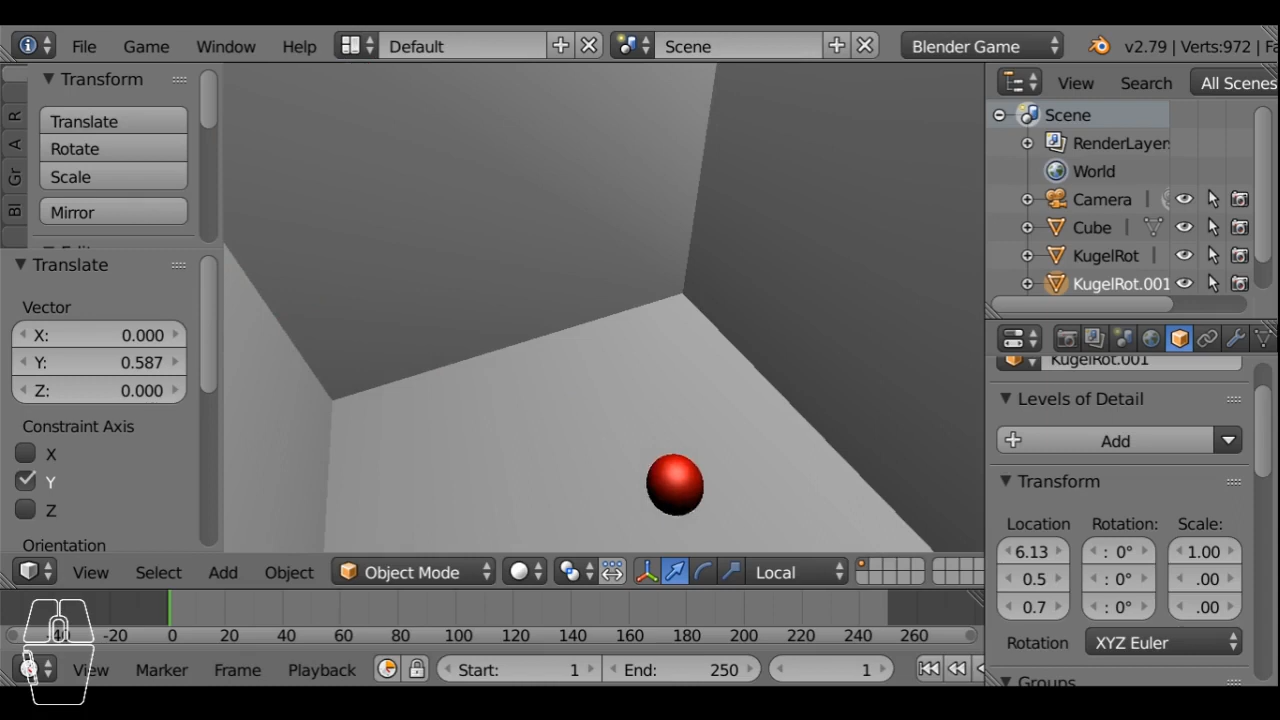 File Game Window Help Default Scene Blender Game v2.79 | Verts:972 | Fa
Transform
Translate
Rotate
Scale
Mirror
R
A
Gr
Bl
Translate
Vector
X: 0.000
Y: 0.587
Z: 0.000
Constraint Axis
X
Y
Z
Orientation
View Search All Scenes
Scene
RenderLayer
World
Camera
Cube
KugelRot
KugelRot.001
KugelRot.001
Levels of Detail
Add
Transform
Location Rotation: Scale:
6.13 : 0° 1.00
0.5 : 0° .00
0.7 : 0° .00
Rotation XYZ Euler
Groups
View Select Add Object Object Mode Local
-40 -20 0 20 40 60 80 100 120 140 160 180 200 220 240 260
View Marker Frame Playback Start: 1 End: 250 1